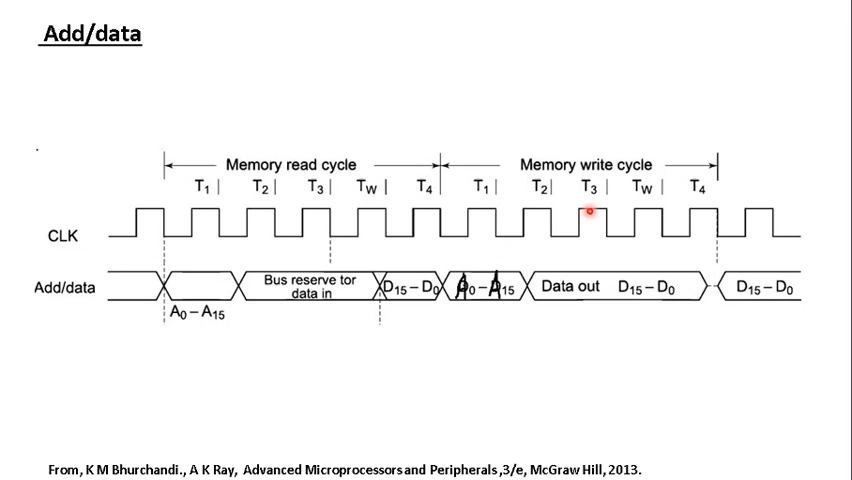 Add/data
Memory read cycle Memory write cycle
T1 T2 T3 TW T4 T1 T2 T3 TW T4
CLK
Add/data Bus reserve tor data in D15 – D0 A0 – A15 Data out D15 – D0 D15 – D0
A0 – A15
From, K M Bhurchandi., A K Ray, Advanced Microprocessors and Peripherals ,3/e, McGraw Hill, 2013.